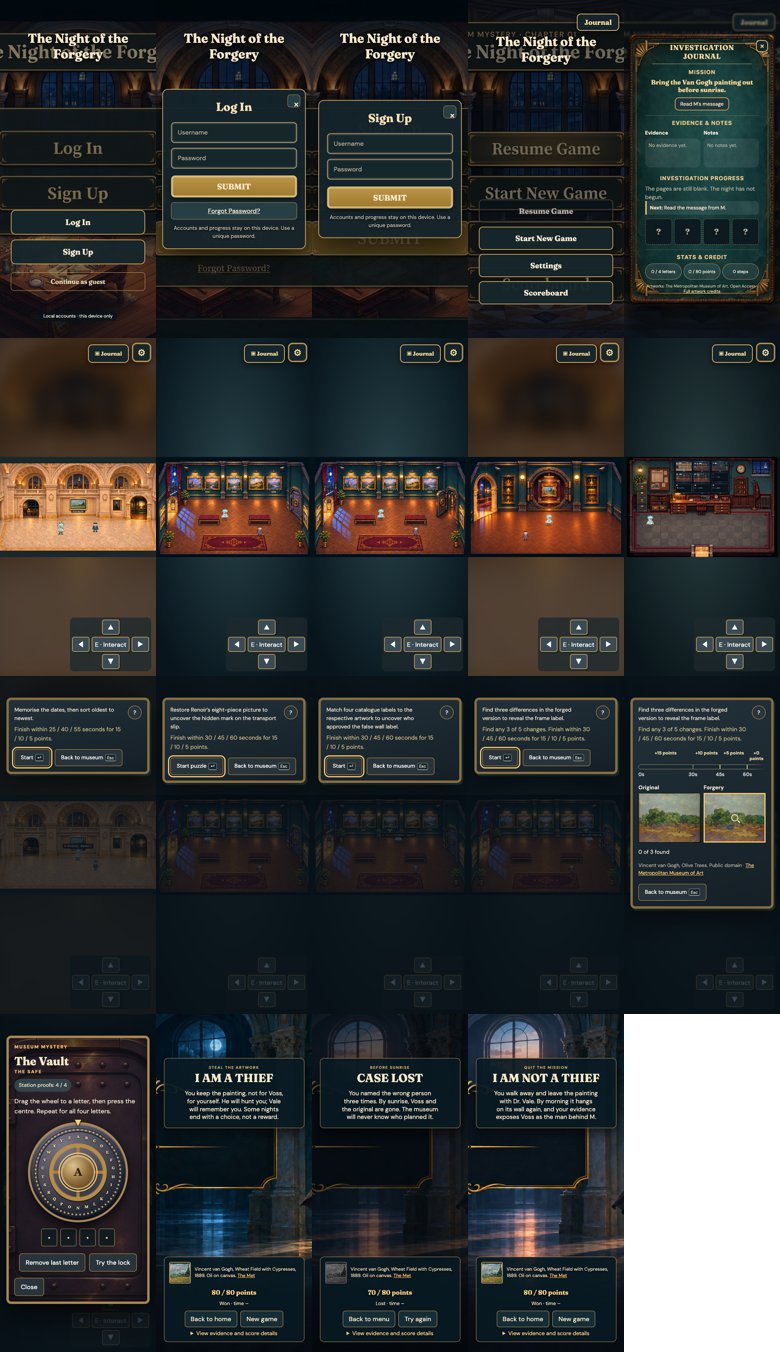 The Night of the
Forgery
Log In
Sign Up
Log In
Sign Up
Continue as guest
Local accounts · this device only
The Night of the
Forgery
Log In
×
Username
Password
SUBMIT
Forgot Password?
Accounts and progress stay on this device. Use a
unique password.
Forgot Password?
The Night of the
Forgery
Sign Up
×
Username
Password
SUBMIT
Accounts and progress stay on this device. Use a
unique password.
SUBMIT
Journal
The Night of the
Forgery
Resume Game
Start New Game
Resume Game
Start New Game
Settings
Scoreboard
Journal
INVESTIGATION
JOURNAL
×
MISSION
Bring the Van Gogh painting out
before sunrise.
Read M's message
EVIDENCE & NOTES
Evidence
Notes
No evidence yet.
No notes yet.
INVESTIGATION PROGRESS
The pages are still blank. The night has not
begun.
Next: Read the message from M.
? ? ? ?
STATS & CREDIT
0 / 4 letters
0 / 80 points
0 steps
Artworks: The Metropolitan Museum of Art, Open Access ·
Full artwork credits
Journal
Journal
Journal
Journal
Journal
E · Interact
E · Interact
E · Interact
E · Interact
E · Interact
Memorise the dates, then sort oldest to
newest.
?
Finish within 25 / 40 / 55 seconds for 15
/ 10 / 5 points.
Start ↵
Back to museum Esc
Restore Renoir's eight-piece picture to
uncover the hidden mark on the transport
slip.
?
Finish within 30 / 45 / 60 seconds for 15
/ 10 / 5 points.
Start puzzle ↵
Back to museum Esc
Match four catalogue labels to the
respective artwork to uncover who
approved the false wall label.
?
Finish within 30 / 45 / 60 seconds for 15
/ 10 / 5 points.
Start ↵
Back to museum Esc
Find three differences in the forged
version to reveal the frame label.
?
Find any 3 of 5 changes. Finish within 30
/ 45 / 60 seconds for 15 / 10 / 5 points.
Start ↵
Back to museum Esc
Find three differences in the forged
version to reveal the frame label.
?
Find any 3 of 5 changes. Finish within 30
/ 45 / 60 seconds for 15 / 10 / 5 points.
+15 points
+10 points
+5 points
+0
points
0s
30s
45s
60s
Original
Forgery
0 of 3 found
Vincent van Gogh, Olive Trees. Public domain · The
Metropolitan Museum of Art
Back to museum Esc
E · Interact
E · Interact
E · Interact
E · Interact
E · Interact
MUSEUM MYSTERY
The Vault
THE SAFE
Station proofs: 4 / 4
Drag the wheel to a letter, then press the
centre. Repeat for all four letters.
A
Remove last letter
Try the lock
Close
E · Interact
STEAL THE ARTWORK
I AM A THIEF
You keep the painting, not for Voss,
for yourself. He will hunt you; Vale
will remember you. Some nights
end with a choice, not a reward.
Vincent van Gogh, Wheat Field with Cypresses,
1889. Oil on canvas. The Met
80 / 80 points
Won · time –
Back to home
New game
▶ View evidence and score details
BEFORE SUNRISE
CASE LOST
You named the wrong person
three times. By sunrise, Voss and
the original are gone. The museum
will never know who planned it.
Vincent van Gogh, Wheat Field with Cypresses,
1889. Oil on canvas. The Met
70 / 80 points
Lost · time –
Back to menu
Try again
▶ View evidence and score details
QUIT THE MISSION
I AM NOT A THIEF
You walk away and leave the painting
with Dr. Vale. By morning it hangs
on its wall again, and your evidence
exposes Voss as the man behind M.
Vincent van Gogh, Wheat Field with Cypresses,
1889. Oil on canvas. The Met
80 / 80 points
Won · time –
Back to home
New game
▶ View evidence and score details